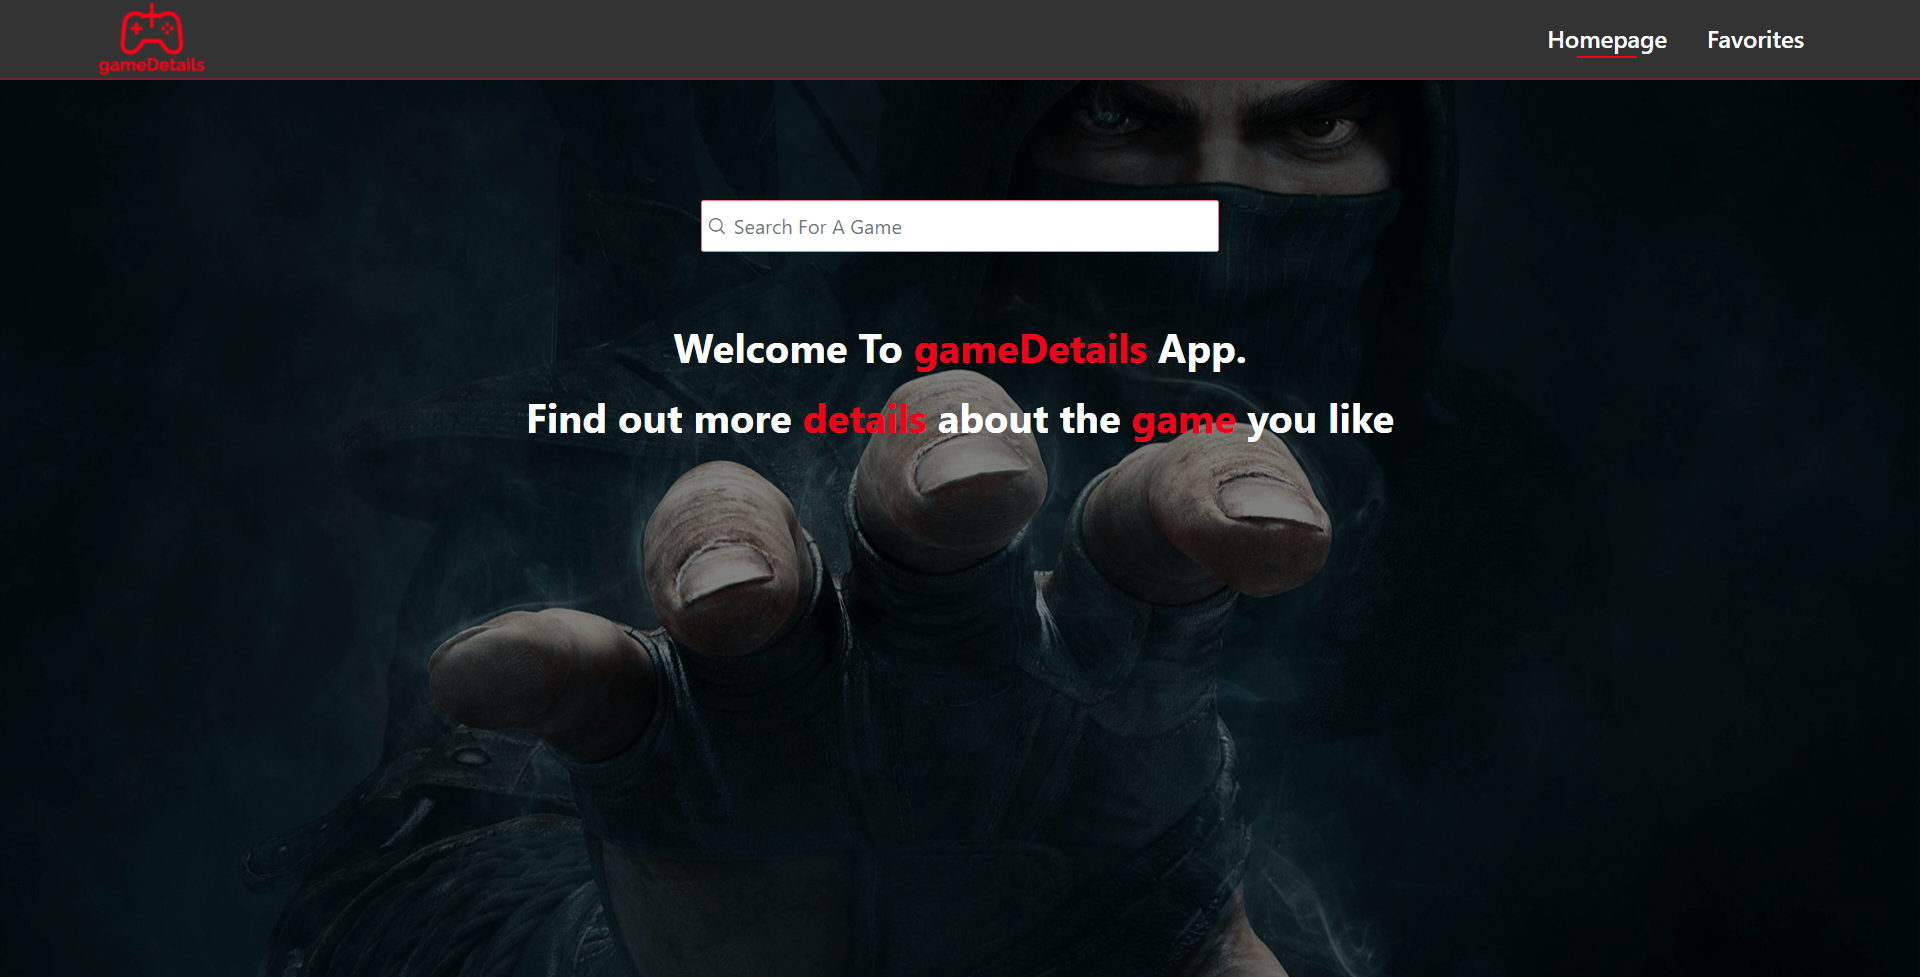 gameDetails
Homepage Favorites
Search For A Game
Welcome To gameDetails App.
Find out more details about the game you like